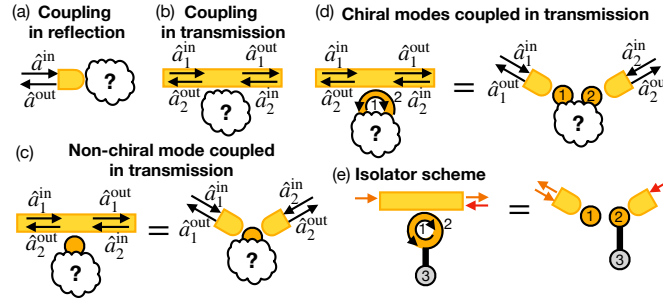 (a) Coupling in reflection
â^in
â^out
?
(b) Coupling in transmission
â_1^in â_1^out
â_2^out â_2^in
?
(c) Non-chiral mode coupled in transmission
â_1^in â_1^out
â_2^out â_2^in
?
=
â_1^in â_2^in
â_1^out â_2^out
?
(d) Chiral modes coupled in transmission
â_1^in â_1^out
â_2^out â_2^in
1 2
?
=
â_1^in â_2^in
â_1^out â_2^out
1 2
?
(e) Isolator scheme
1 2
3
=
1 2
3